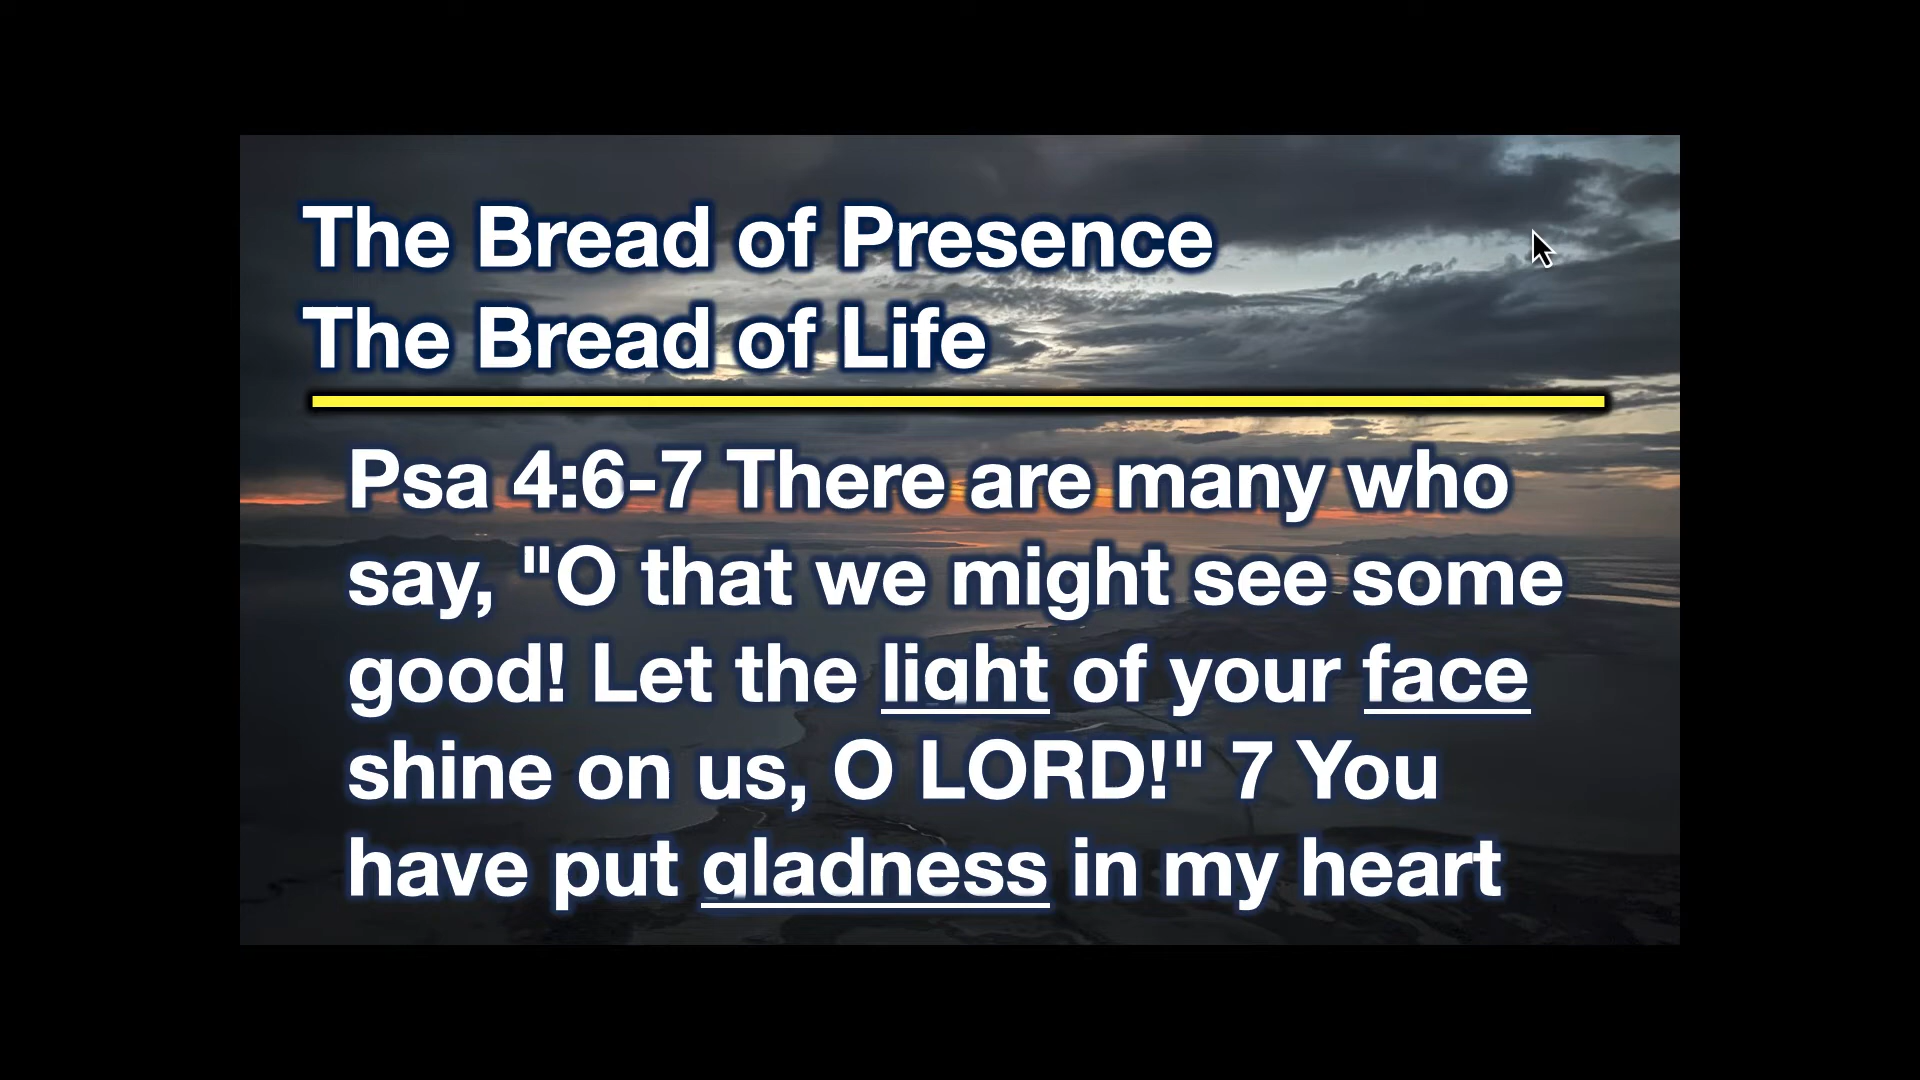 The Bread of Presence
The Bread of Life
Psa 4:6-7 There are many who
say, "O that we might see some
good! Let the light of your face
shine on us, O LORD!" 7 You
have put gladness in my heart